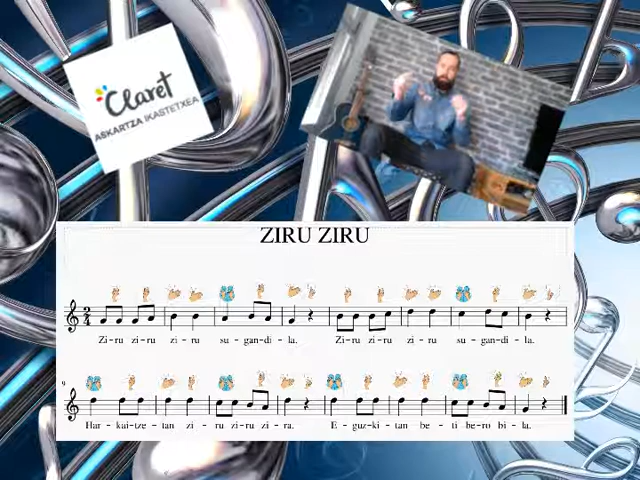 Claret
ASKARTZA IKASTETXEA
ZIRU ZIRU
Zi-ru zi-ru zi-ru su-gan-di-la. Zi-ru zi-ru zi-ru su-gan-di-la.
9
Har-kai-tze-tan zi-ru zi-ru zi-ra. E-guz-ki-tan be-ti be-ro bi-la.